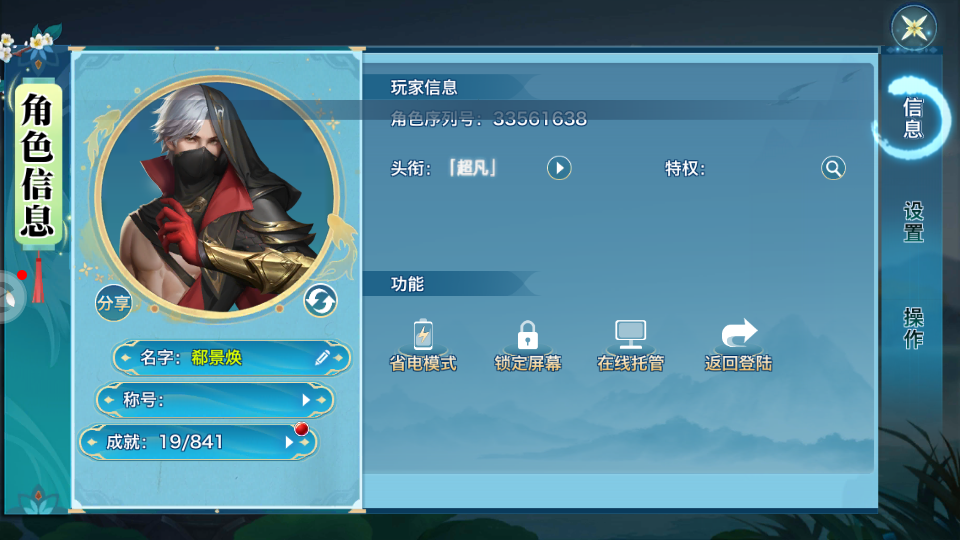 角色信息
分享
名字：郗景焕
称号：
成就：19/841
玩家信息
角色序列号：33561638
头衔：「超凡」
特权：
功能
省电模式
锁定屏幕
在线托管
返回登陆
信息
设置
操作